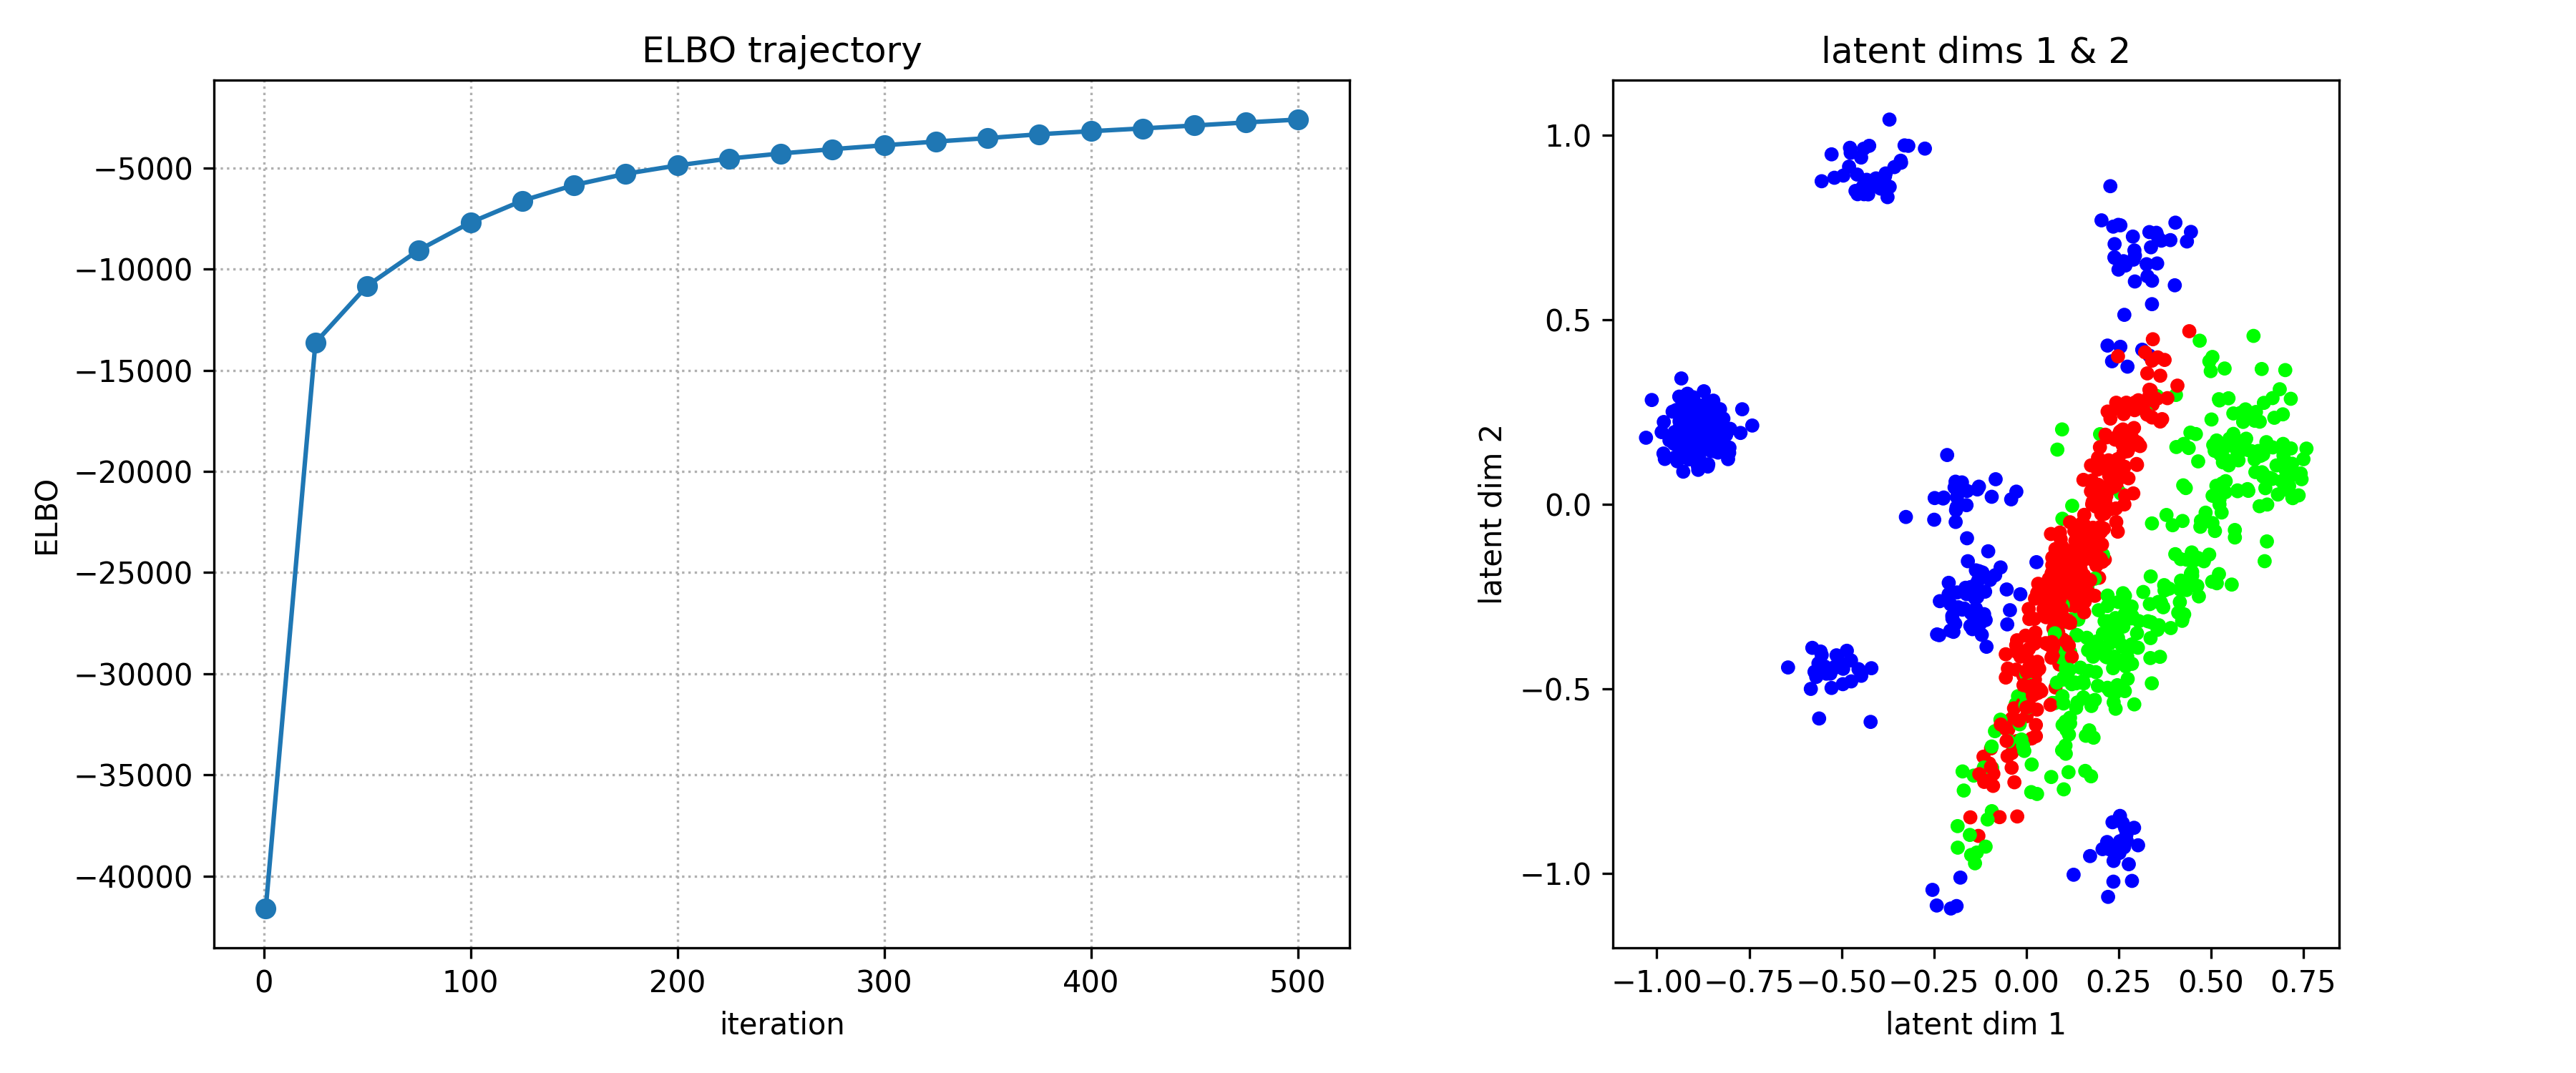 ELBO trajectory
ELBO
−5000
−10000
−15000
−20000
−25000
−30000
−35000
−40000
0 100 200 300 400 500
iteration
latent dims 1 & 2
latent dim 2
1.0
0.5
0.0
−0.5
−1.0
−1.00 −0.75 −0.50 −0.25 0.00 0.25 0.50 0.75
latent dim 1